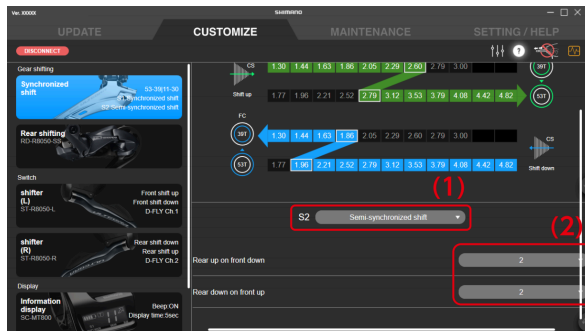 Ver. XXXXX
SHIMANO
UPDATE CUSTOMIZE MAINTENANCE SETTING / HELP
DISCONNECT
Gear shifting
Synchronized shift
53-39|11-30
S2 Semi-synchronized shift
Rear shifting
RD-R8050-SS
Switch
shifter (L)
ST-R8050-L
Front shift up
Front shift down
D-FLY Ch.1
shifter (R)
ST-R8050-R
Rear shift down
Rear shift up
D-FLY Ch.2
Display
Information display
SC-MT800
Beep:ON
Display time:5sec
CS 1.30 1.44 1.63 1.86 2.05 2.29 2.60 2.79 3.00 39T
Shift up 1.77 1.96 2.21 2.52 2.79 3.12 3.53 3.79 4.08 4.42 4.82 53T
FC
39T 1.30 1.44 1.63 1.86 2.05 2.29 2.60 2.79 3.00 CS
53T 1.77 1.96 2.21 2.52 2.79 3.12 3.53 3.79 4.08 4.42 4.82 Shift down
(1)
S2 Semi-synchronized shift
(2)
Rear up on front down 2
Rear down on front up 2